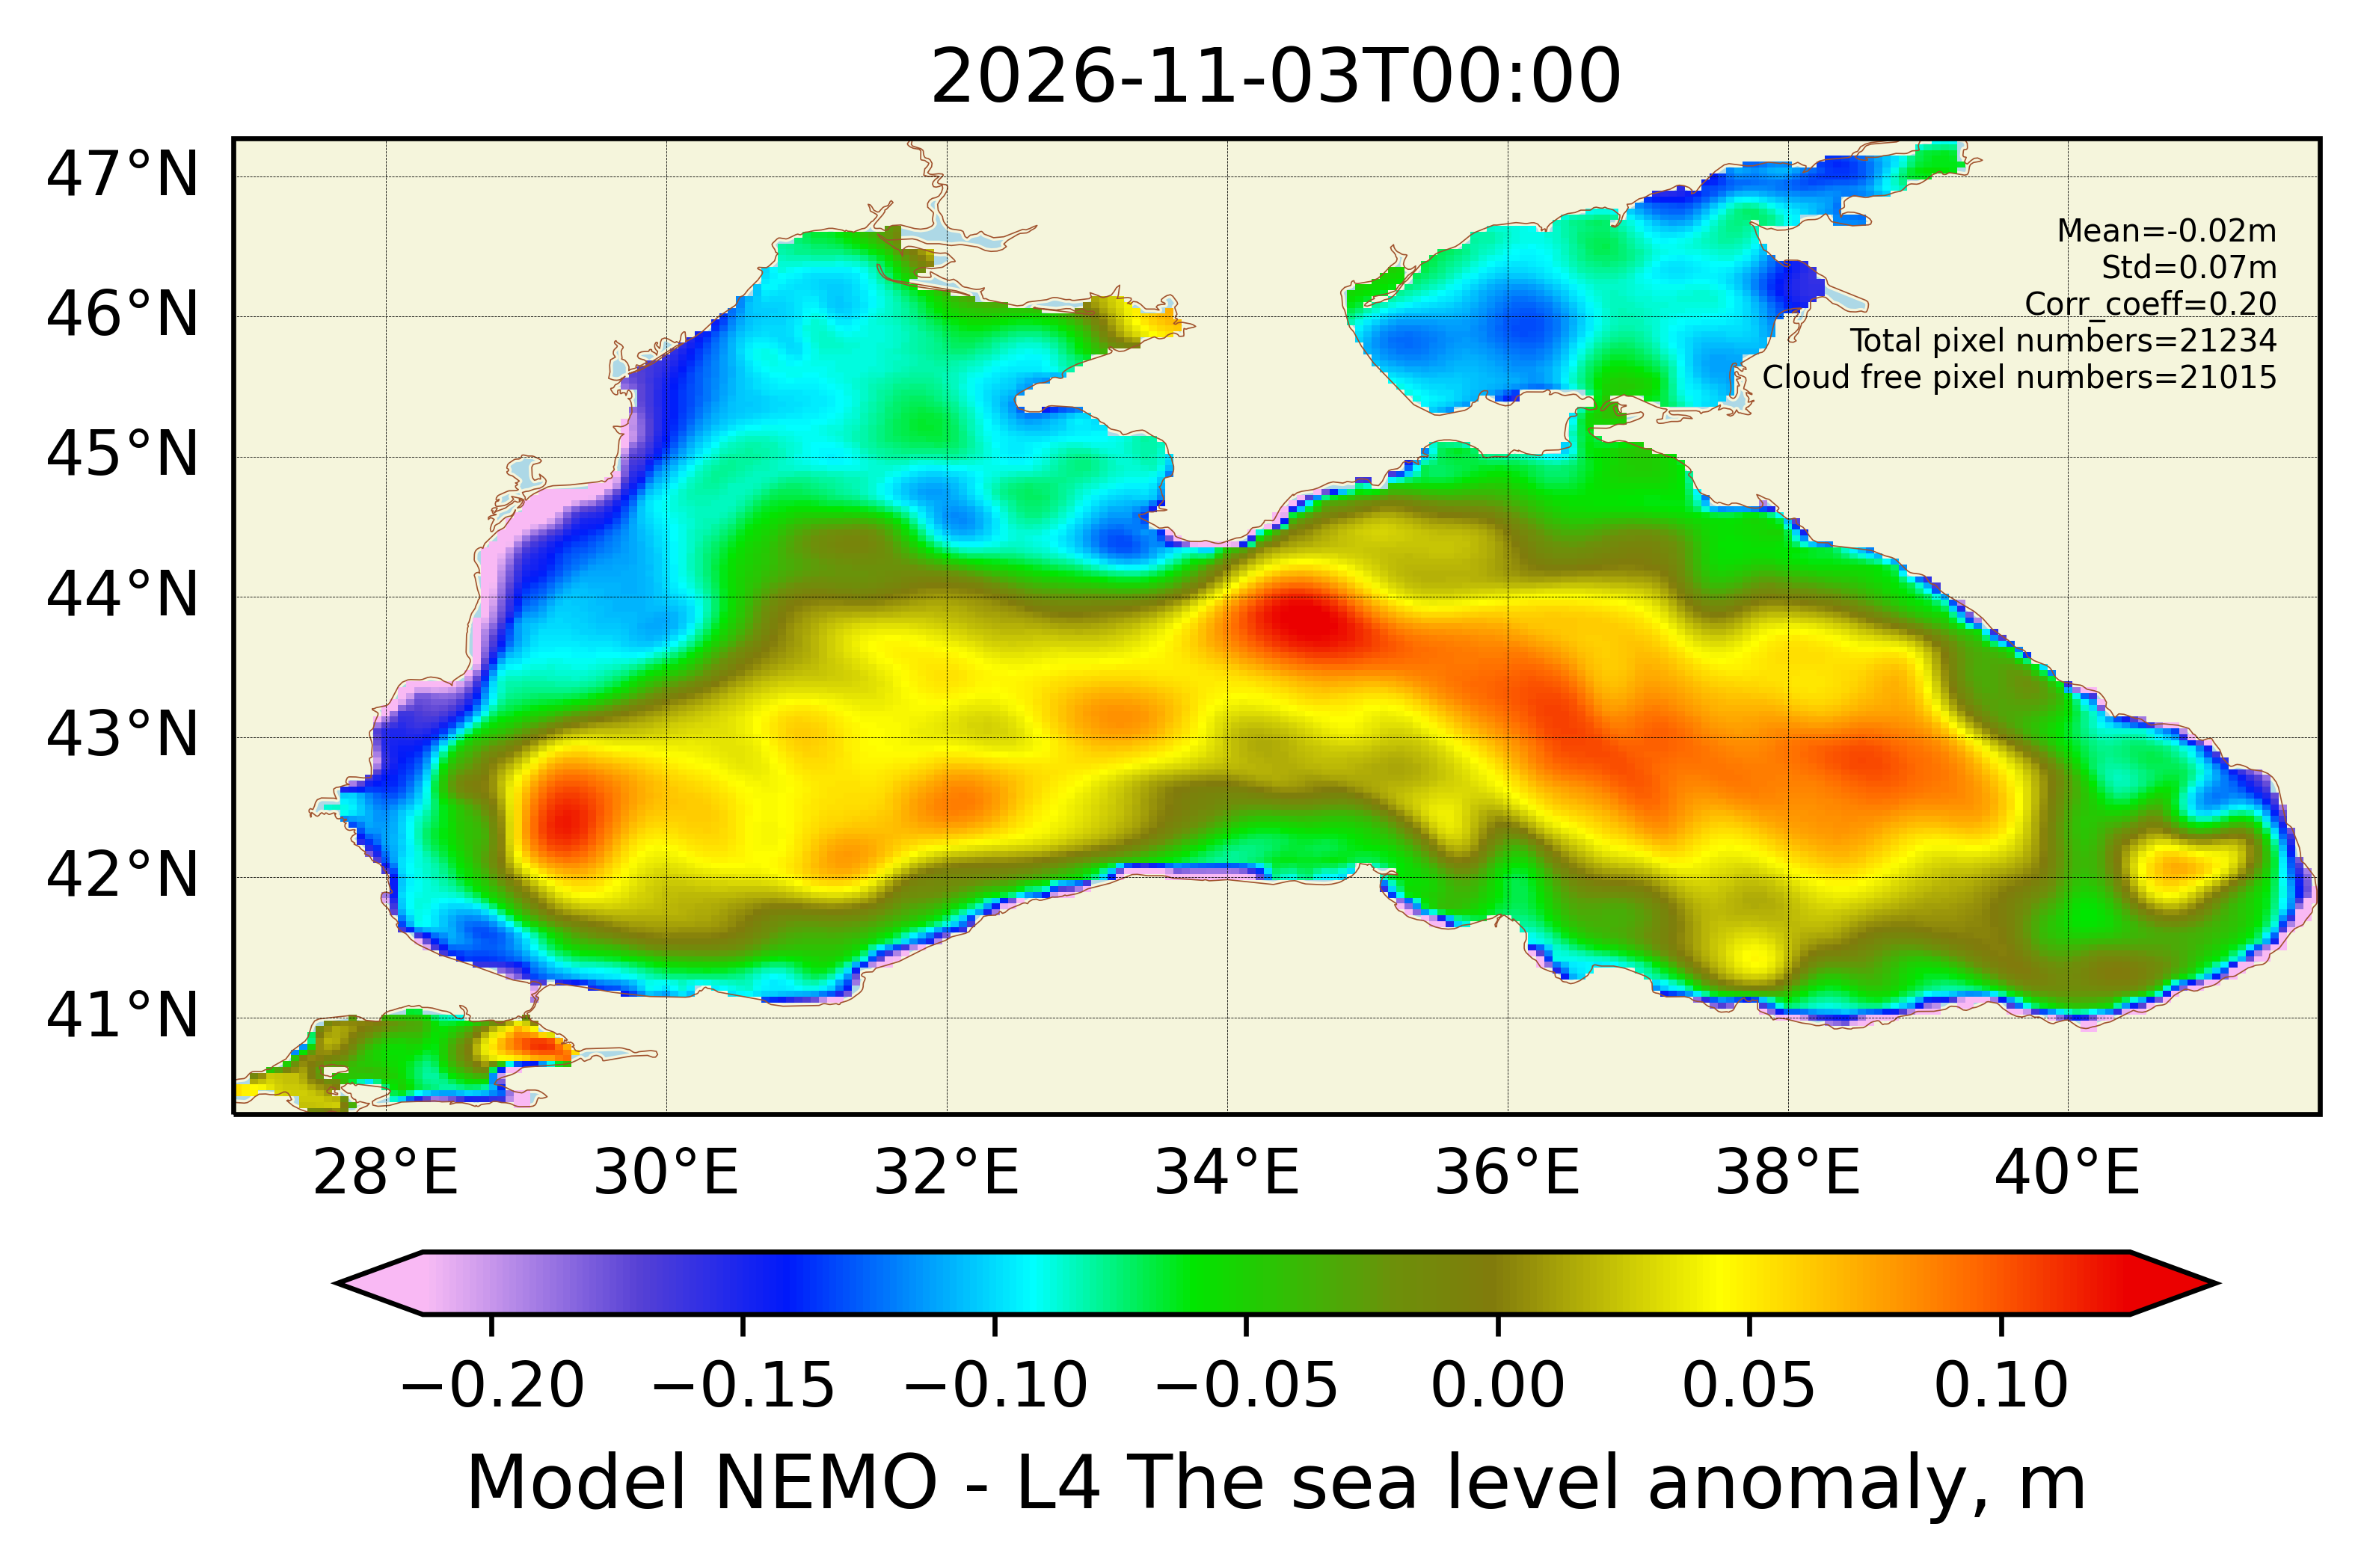 2026-11-03T00:00
47°N
46°N
45°N
44°N
43°N
42°N
41°N
Mean=-0.02m
Std=0.07m
Corr_coeff=0.20
Total pixel numbers=21234
Cloud free pixel numbers=21015
28°E 30°E 32°E 34°E 36°E 38°E 40°E
−0.20 −0.15 −0.10 −0.05 0.00 0.05 0.10
Model NEMO - L4 The sea level anomaly, m